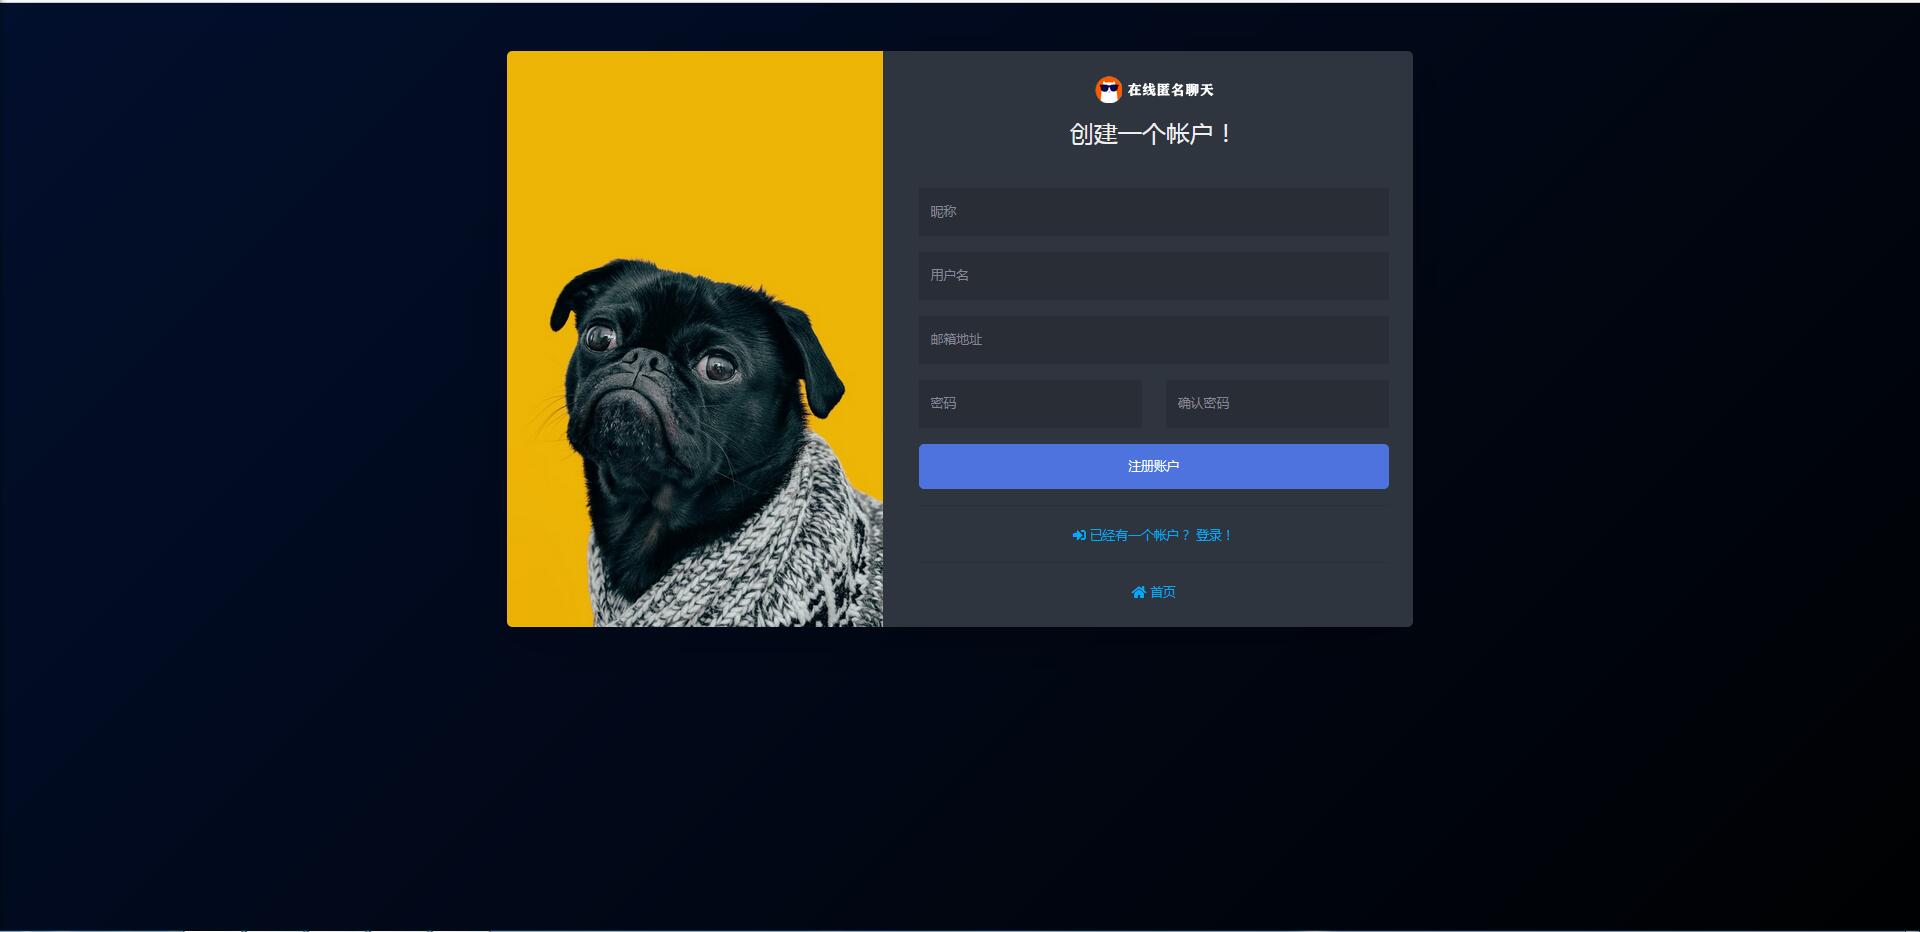 在线匿名聊天
创建一个帐户！
昵称
用户名
邮箱地址
密码
确认密码
注册账户
已经有一个帐户？ 登录！
首页